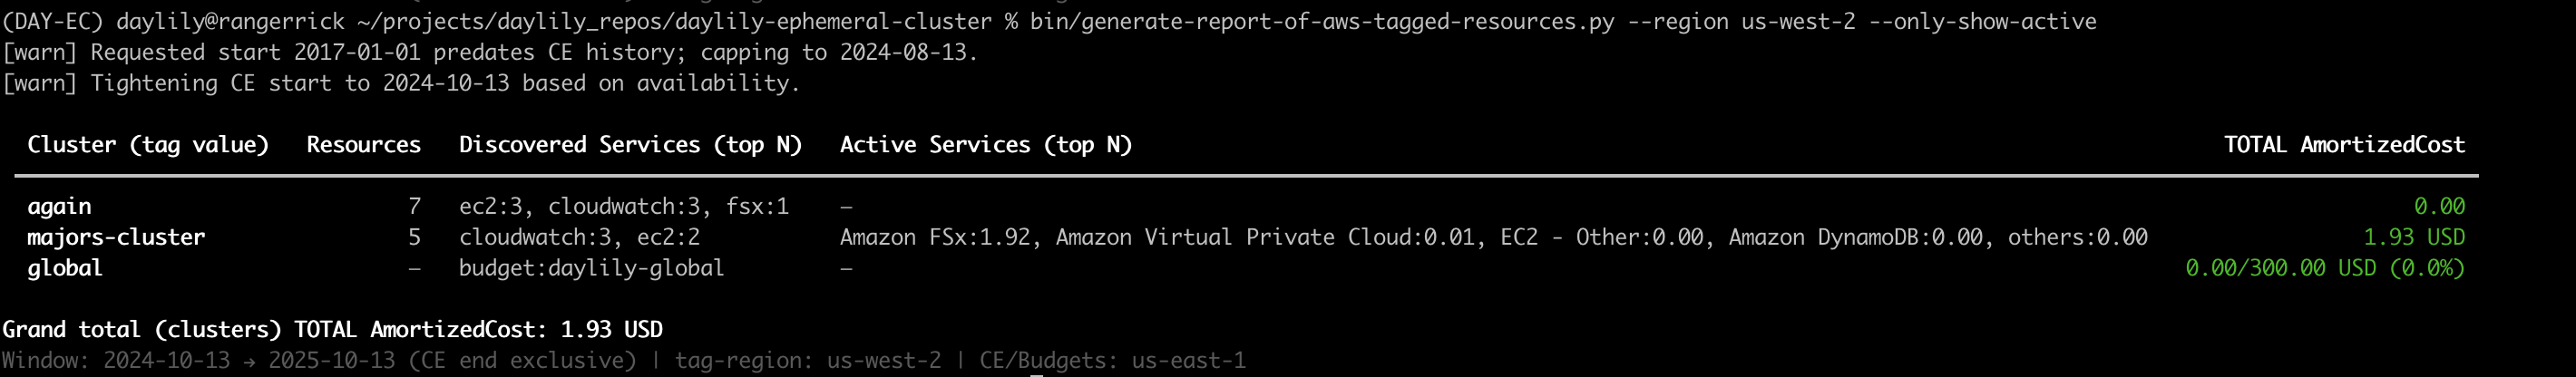 (DAY-EC) daylily@rangerrick ~/projects/daylily_repos/daylily-ephemeral-cluster % bin/generate-report-of-aws-tagged-resources.py --region us-west-2 --only-show-active
[warn] Requested start 2017-01-01 predates CE history; capping to 2024-08-13.
[warn] Tightening CE start to 2024-10-13 based on availability.
Cluster (tag value) Resources Discovered Services (top N) Active Services (top N) TOTAL AmortizedCost
again 7 ec2:3, cloudwatch:3, fsx:1 — 0.00
majors-cluster 5 cloudwatch:3, ec2:2 Amazon FSx:1.92, Amazon Virtual Private Cloud:0.01, EC2 - Other:0.00, Amazon DynamoDB:0.00, others:0.00 1.93 USD
global — budget:daylily-global — 0.00/300.00 USD (0.0%)
Grand total (clusters) TOTAL AmortizedCost: 1.93 USD
Window: 2024-10-13 → 2025-10-13 (CE end exclusive) | tag-region: us-west-2 | CE/Budgets: us-east-1